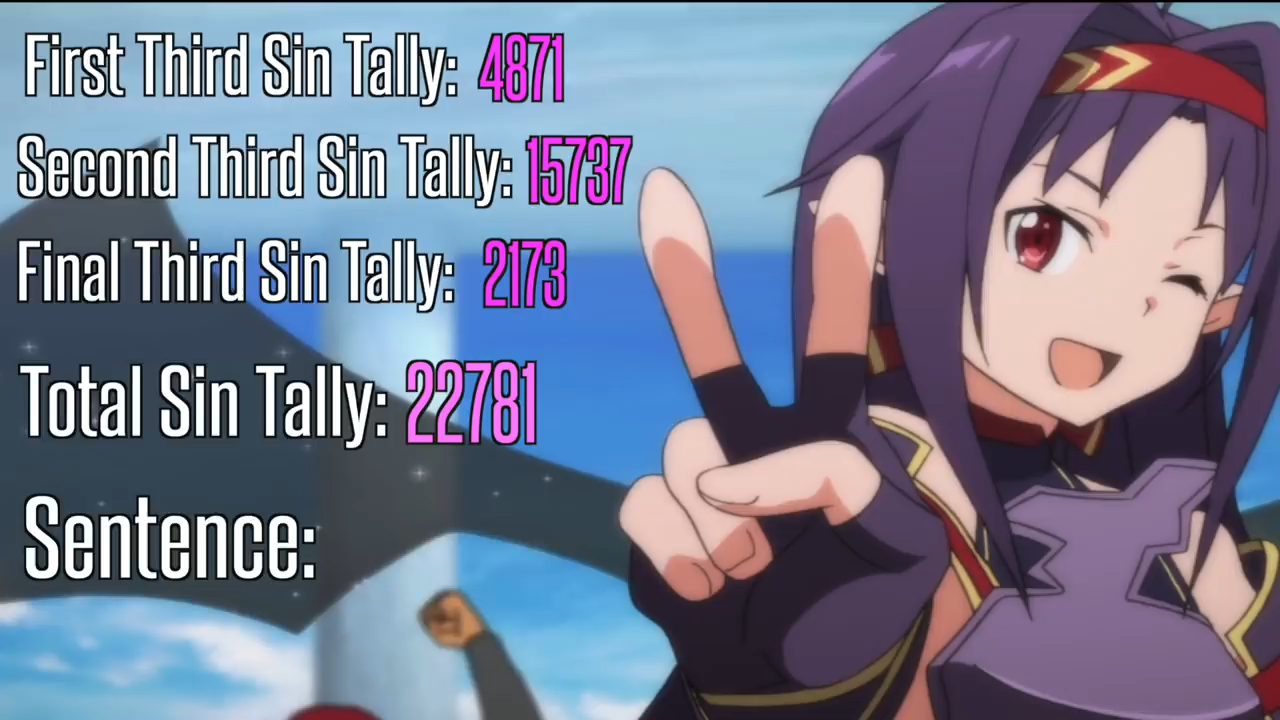 First Third Sin Tally: 4871
Second Third Sin Tally: 15737
Final Third Sin Tally: 2173
Total Sin Tally: 22781
Sentence: